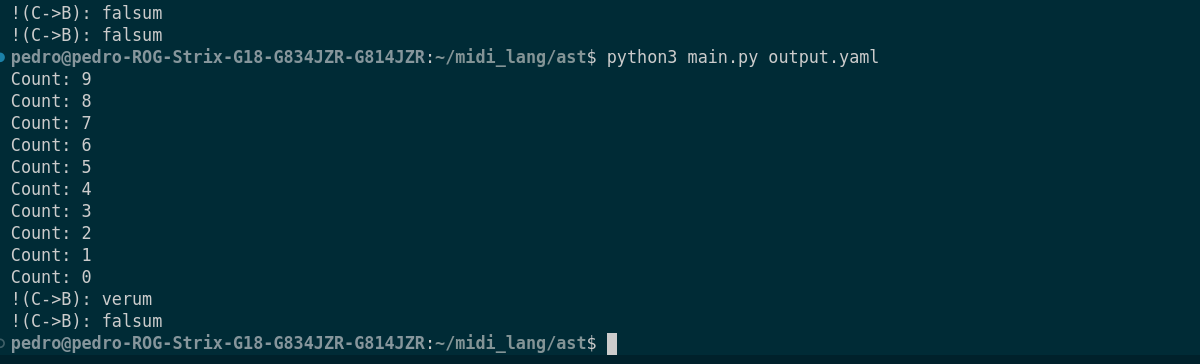 !(C->B): falsum
!(C->B): falsum
pedro@pedro-ROG-Strix-G18-G834JZR-G814JZR:~/midi_lang/ast$ python3 main.py output.yaml
Count: 9
Count: 8
Count: 7
Count: 6
Count: 5
Count: 4
Count: 3
Count: 2
Count: 1
Count: 0
!(C->B): verum
!(C->B): falsum
pedro@pedro-ROG-Strix-G18-G834JZR-G814JZR:~/midi_lang/ast$